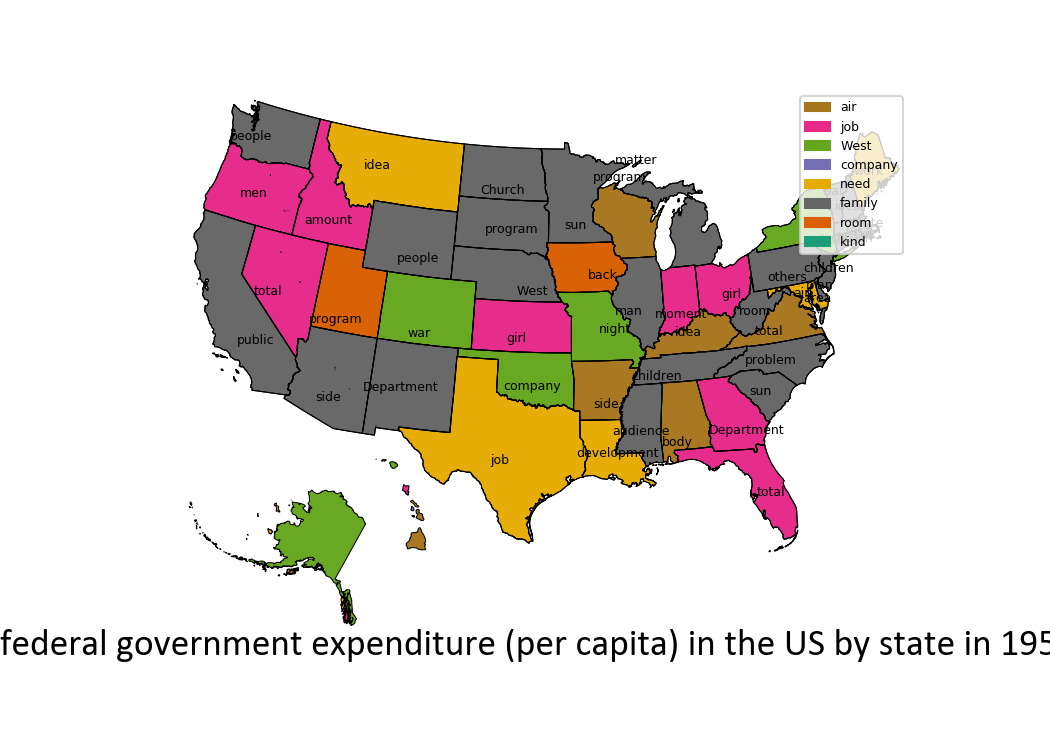 air
job
West
company
need
family
room
kind
people
men
amount
idea
Church
program
sun
matter
program
people
West
back
total
program
war
girl
public
side
Department
company
night
man
moment
girl
others
children
room
idea
total
problem
children
sun
side
audience
body
Department
development
job
total
area
federal government expenditure (per capita) in the US by state in 195